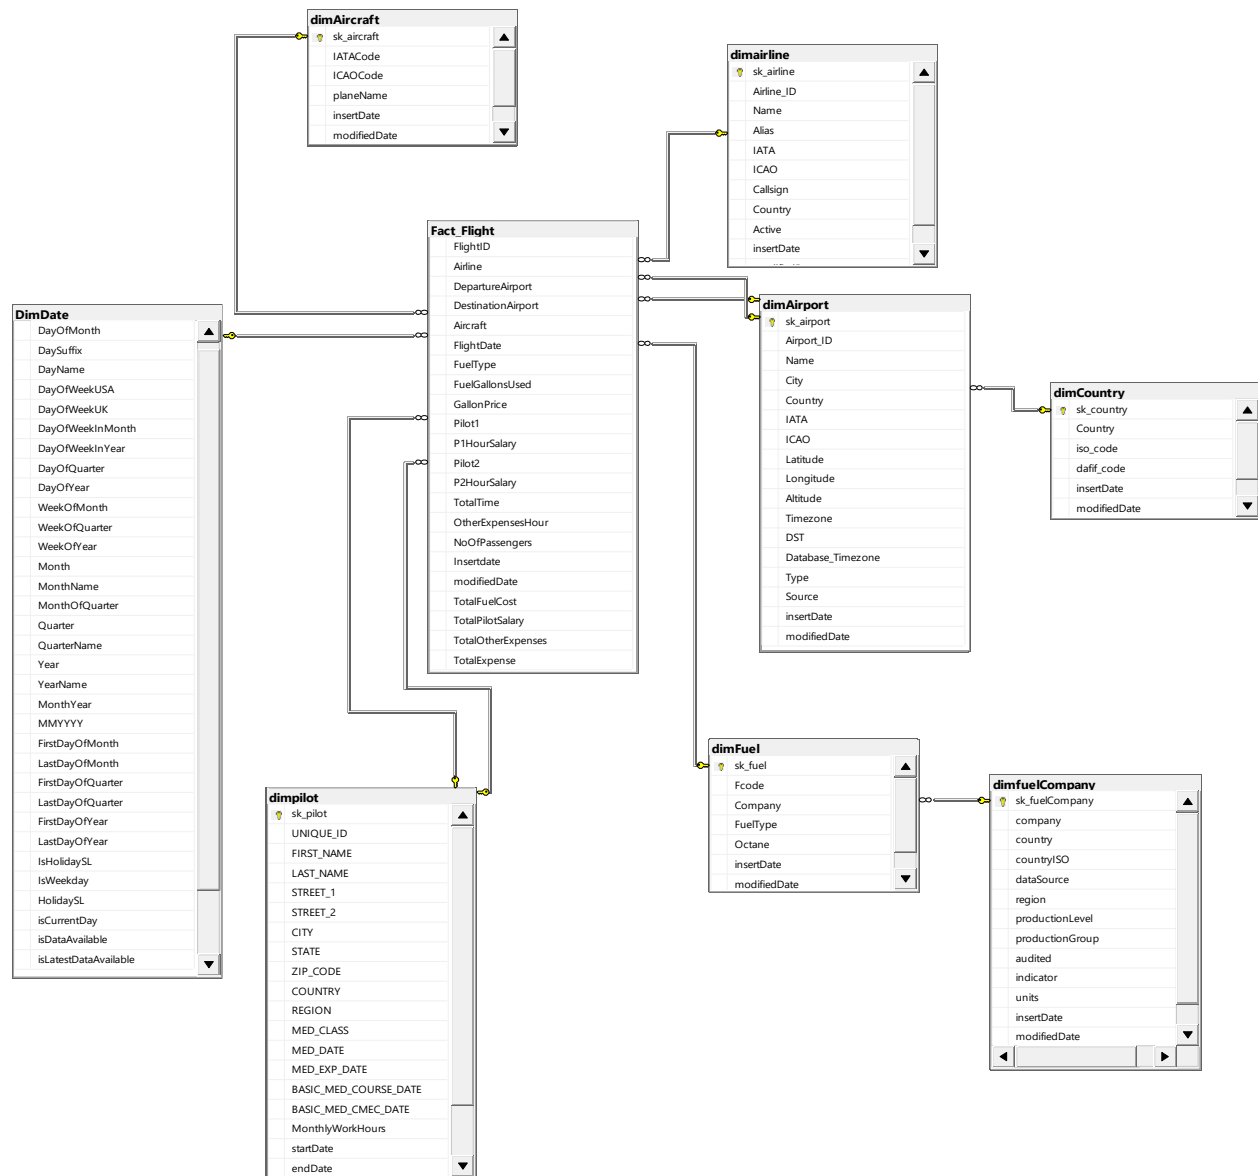 dimAircraft
sk_aircraft
IATACode
ICAOCode
planeName
insertDate
modifiedDate
dimairline
sk_airline
Airline_ID
Name
Alias
IATA
ICAO
Callsign
Country
Active
insertDate
Fact_Flight
FlightID
Airline
DepartureAirport
DestinationAirport
Aircraft
FlightDate
FuelType
FuelGallonsUsed
GallonPrice
Pilot1
P1HourSalary
Pilot2
P2HourSalary
TotalTime
OtherExpensesHour
NoOfPassengers
Insertdate
modifiedDate
TotalFuelCost
TotalPilotSalary
TotalOtherExpenses
TotalExpense
dimAirport
sk_airport
Airport_ID
Name
City
Country
IATA
ICAO
Latitude
Longitude
Altitude
Timezone
DST
Database_Timezone
Type
Source
insertDate
modifiedDate
dimCountry
sk_country
Country
iso_code
dafif_code
insertDate
modifiedDate
DimDate
DayOfMonth
DaySuffix
DayName
DayOfWeekUSA
DayOfWeekUK
DayOfWeekInMonth
DayOfWeekInYear
DayOfQuarter
DayOfYear
WeekOfMonth
WeekOfQuarter
WeekOfYear
Month
MonthName
MonthOfQuarter
Quarter
QuarterName
Year
YearName
MonthYear
MMYYYY
FirstDayOfMonth
LastDayOfMonth
FirstDayOfQuarter
LastDayOfQuarter
FirstDayOfYear
LastDayOfYear
IsHolidaySL
IsWeekday
HolidaySL
isCurrentDay
isDataAvailable
isLatestDataAvailable
dimpilot
sk_pilot
UNIQUE_ID
FIRST_NAME
LAST_NAME
STREET_1
STREET_2
CITY
STATE
ZIP_CODE
COUNTRY
REGION
MED_CLASS
MED_DATE
MED_EXP_DATE
BASIC_MED_COURSE_DATE
BASIC_MED_CMEC_DATE
MonthlyWorkHours
startDate
endDate
dimFuel
sk_fuel
Fcode
Company
FuelType
Octane
insertDate
modifiedDate
dimfuelCompany
sk_fuelCompany
company
country
countryISO
dataSource
region
productionLevel
productionGroup
audited
indicator
units
insertDate
modifiedDate